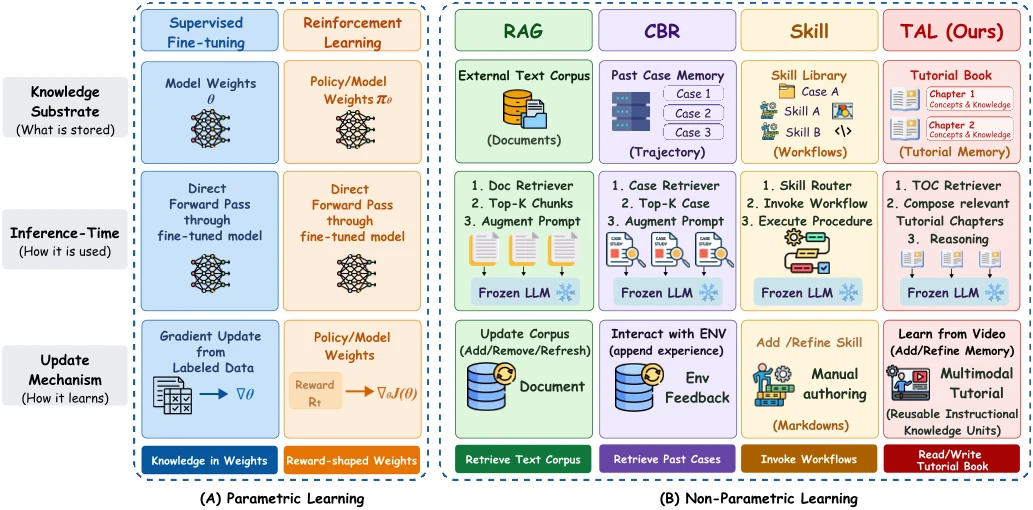 Supervised
Fine-tuning
Reinforcement
Learning
RAG
CBR
Skill
TAL (Ours)
Knowledge
Substrate
(What is stored)
Model Weights
θ
Policy/Model
Weights πθ
External Text Corpus
(Documents)
Past Case Memory
Case 1
Case 2
Case 3
(Trajectory)
Skill Library
Case A
Skill A
Skill B
</>
(Workflows)
Tutorial Book
Chapter 1
Concepts & Knowledge
Chapter 2
Concepts & Knowledge
(Tutorial Memory)
Inference-Time
(How it is used)
Direct
Forward Pass
through
fine-tuned model
Direct
Forward Pass
through
fine-tuned model
1. Doc Retriever
2. Top-K Chunks
3. Augment Prompt
Frozen LLM
1. Case Retriever
2. Top-K Case
3. Augment Prompt
CASE STUDY
CASE STUDY
CASE STUDY
Frozen LLM
1. Skill Router
2. Invoke Workflow
3. Execute Procedure
Frozen LLM
1. TOC Retriever
2. Compose relevant
Tutorial Chapters
3. Reasoning
Frozen LLM
Update
Mechanism
(How it learns)
Gradient Update
from
Labeled Data
∇θ
Policy/Model
Weights
Reward
Rt
∇θJ(θ)
Update Corpus
(Add/Remove/Refresh)
Document
Interact with ENV
(append experience)
Env
Feedback
Add /Refine Skill
Manual
authoring
(Markdowns)
Learn from Video
(Add/Refine Memory)
Multimodal
Tutorial
(Reusable Instructional
Knowledge Units)
Knowledge in Weights
Reward-shaped Weights
Retrieve Text Corpus
Retrieve Past Cases
Invoke Workflows
Read/Write
Tutorial Book
(A) Parametric Learning
(B) Non-Parametric Learning